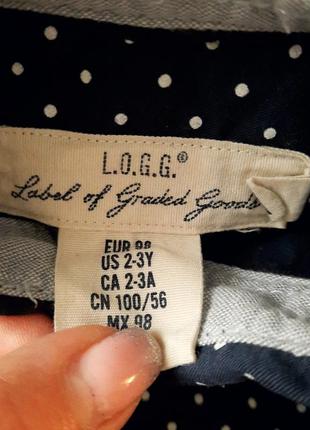 L.O.G.G.®
Label of Graded Goods
EUR 98
US 2-3Y
CA 2-3A
CN 100/56
MX 98